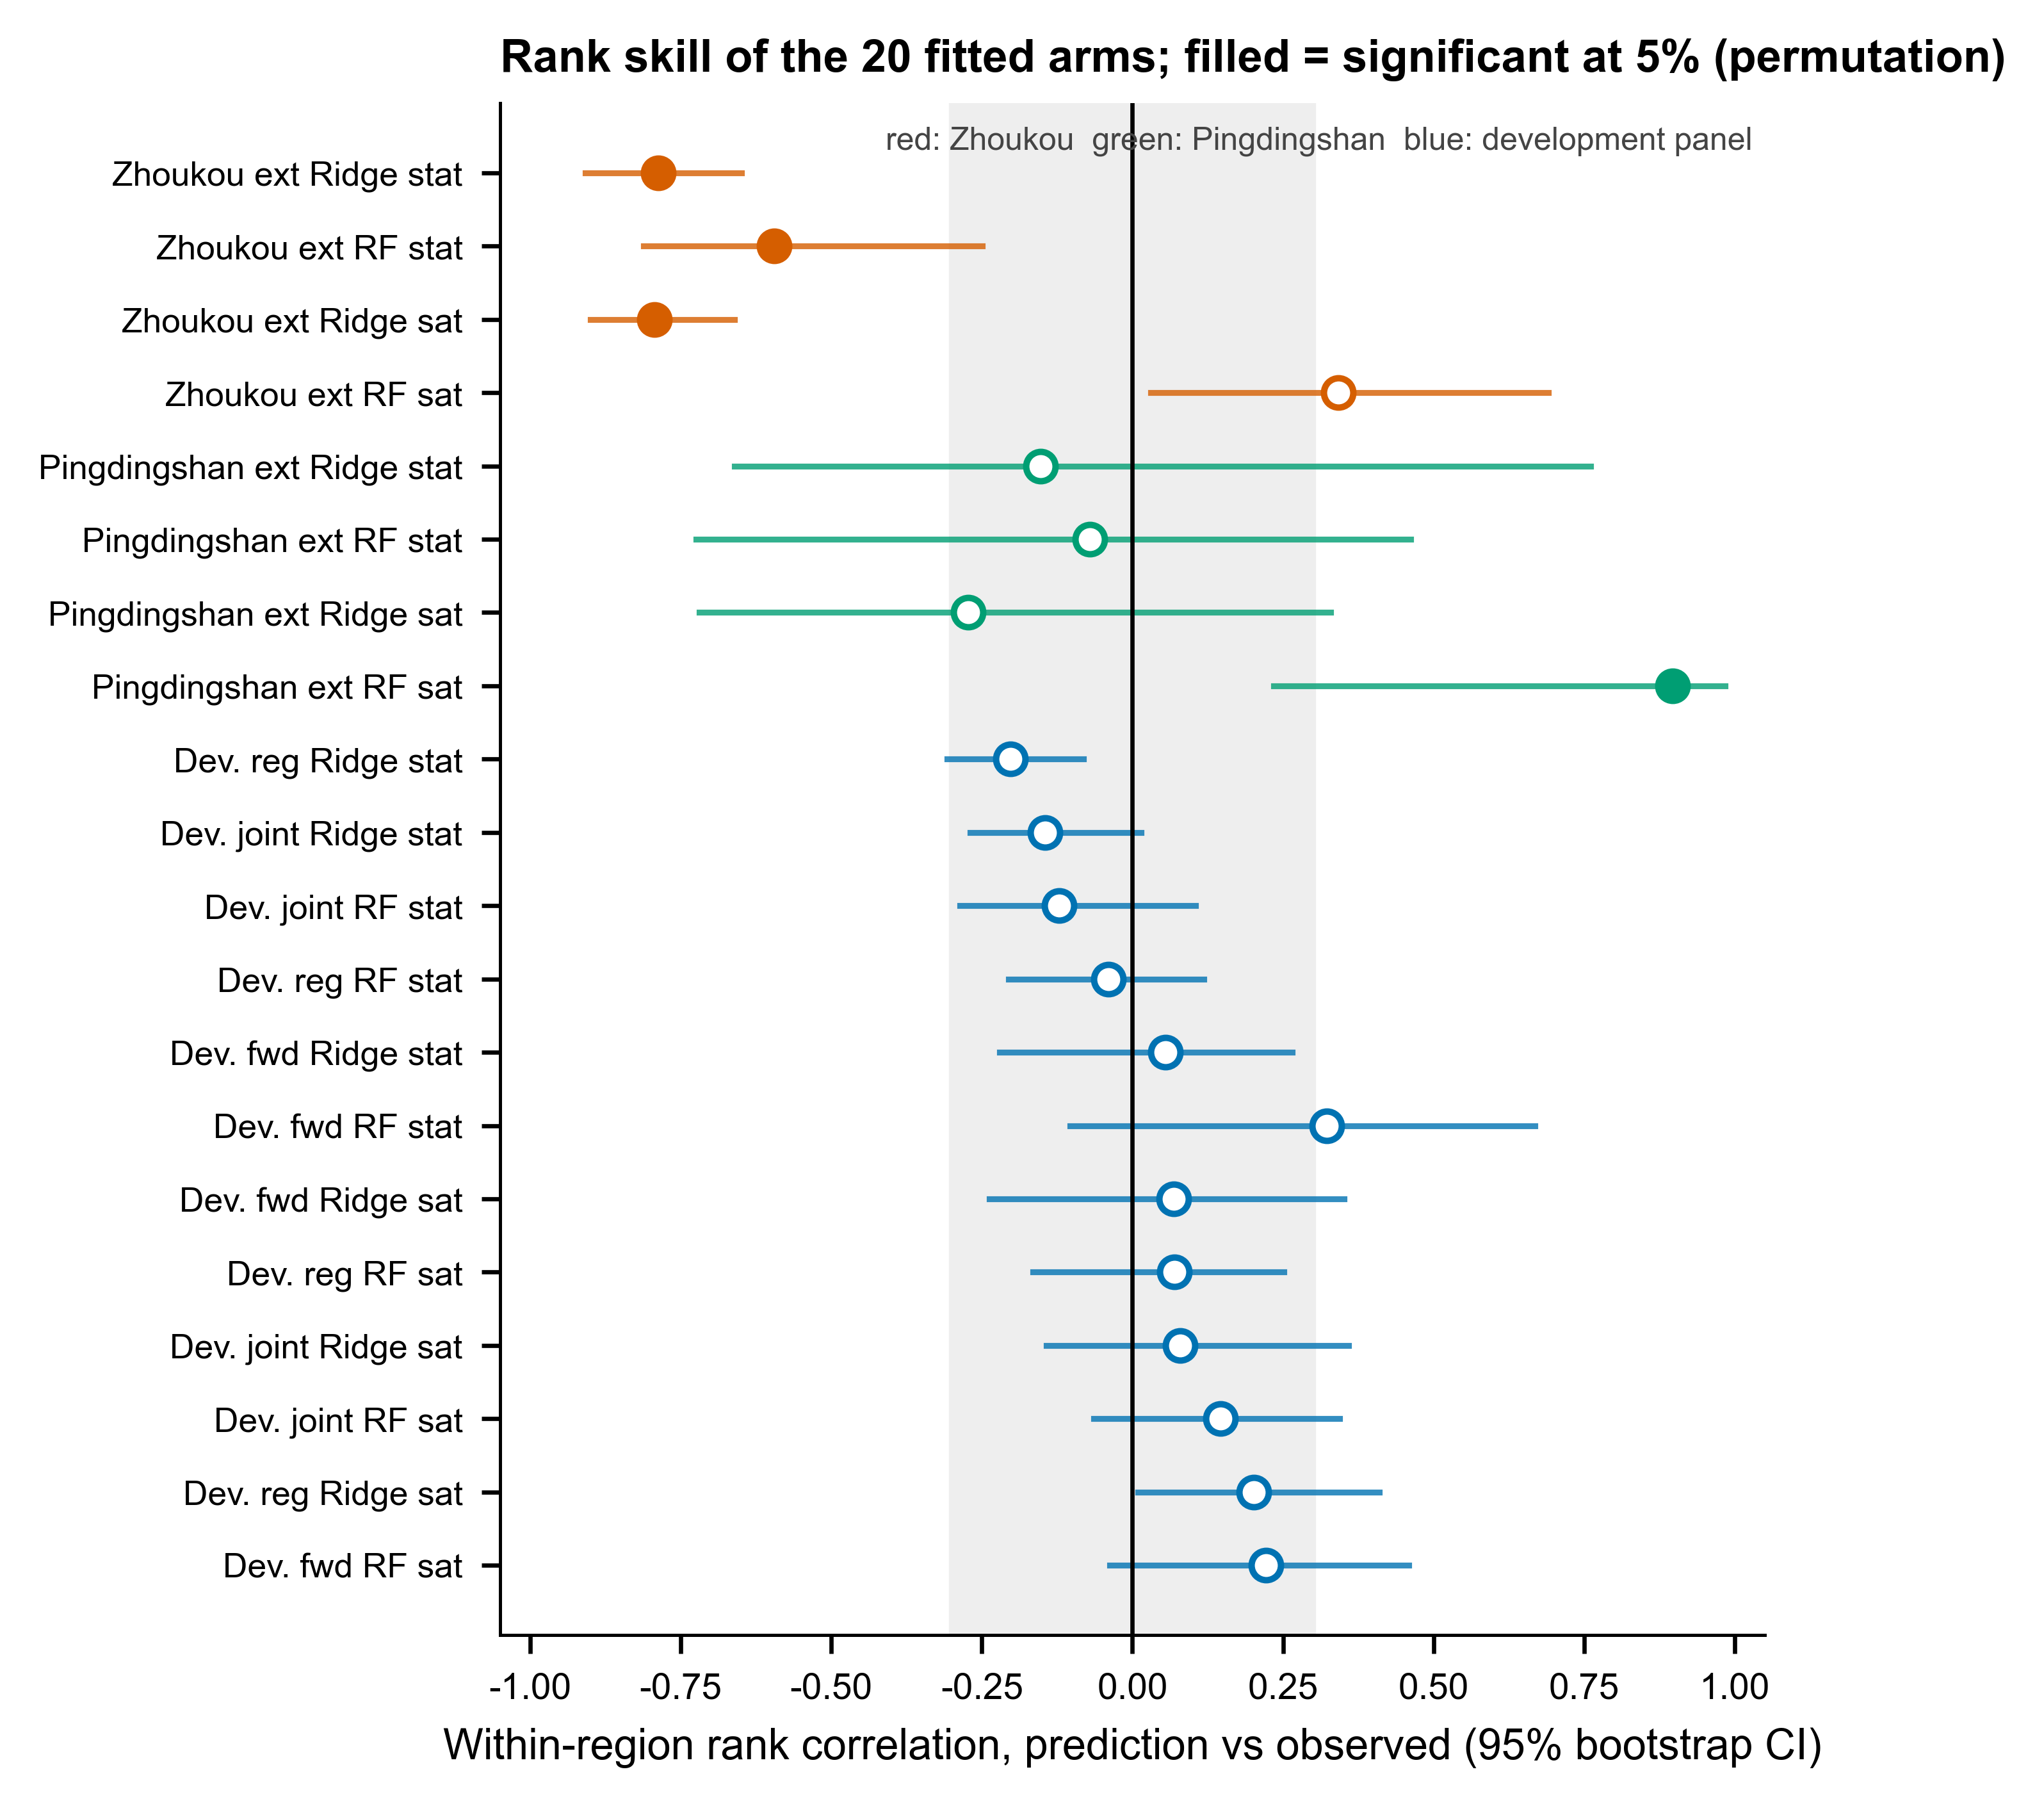 Rank skill of the 20 fitted arms; filled = significant at 5% (permutation)
red: Zhoukou  green: Pingdingshan  blue: development panel
Zhoukou ext Ridge stat
Zhoukou ext RF stat
Zhoukou ext Ridge sat
Zhoukou ext RF sat
Pingdingshan ext Ridge stat
Pingdingshan ext RF stat
Pingdingshan ext Ridge sat
Pingdingshan ext RF sat
Dev. reg Ridge stat
Dev. joint Ridge stat
Dev. joint RF stat
Dev. reg RF stat
Dev. fwd Ridge stat
Dev. fwd RF stat
Dev. fwd Ridge sat
Dev. reg RF sat
Dev. joint Ridge sat
Dev. joint RF sat
Dev. reg Ridge sat
Dev. fwd RF sat
-1.00 -0.75 -0.50 -0.25 0.00 0.25 0.50 0.75 1.00
Within-region rank correlation, prediction vs observed (95% bootstrap CI)